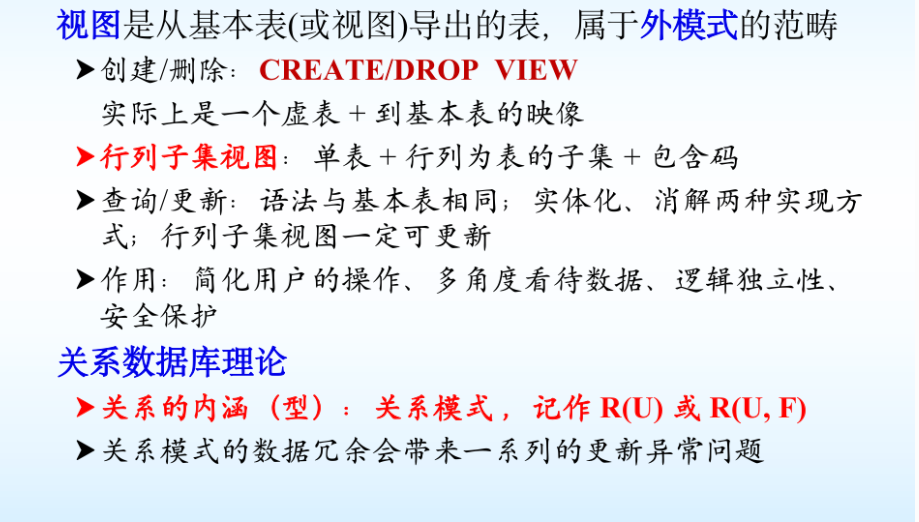 视图是从基本表(或视图)导出的表，属于外模式的范畴
➤创建/删除：CREATE/DROP VIEW
实际上是一个虚表 + 到基本表的映像
➤行列子集视图：单表 + 行列为表的子集 + 包含码
➤查询/更新：语法与基本表相同；实体化、消解两种实现方
式；行列子集视图一定可更新
➤作用：简化用户的操作、多角度看待数据、逻辑独立性、
安全保护
关系数据库理论
➤关系的内涵（型）：关系模式，记作 R(U) 或 R(U, F)
➤关系模式的数据冗余会带来一系列的更新异常问题